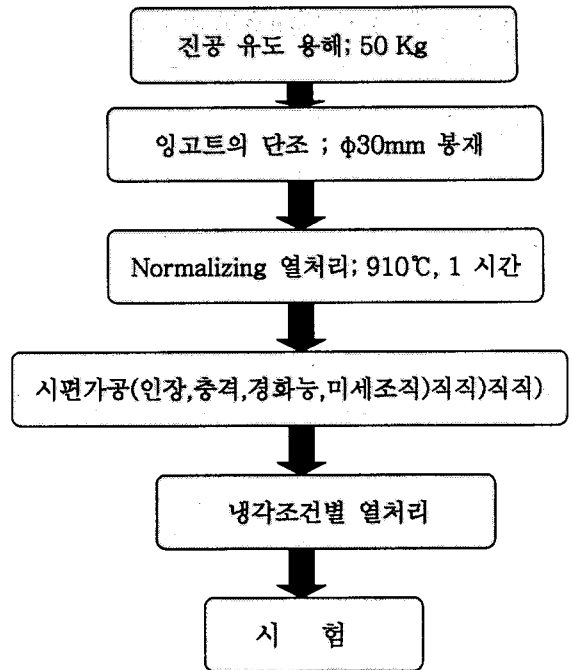 진공 유도 용해; 50 Kg
잉고트의 단조 ; φ30mm 봉재
Normalizing 열처리; 910℃, 1 시간
시편가공(인장,충격,경화능,미세조직)직직)직직)
냉각조건별 열처리
시 험